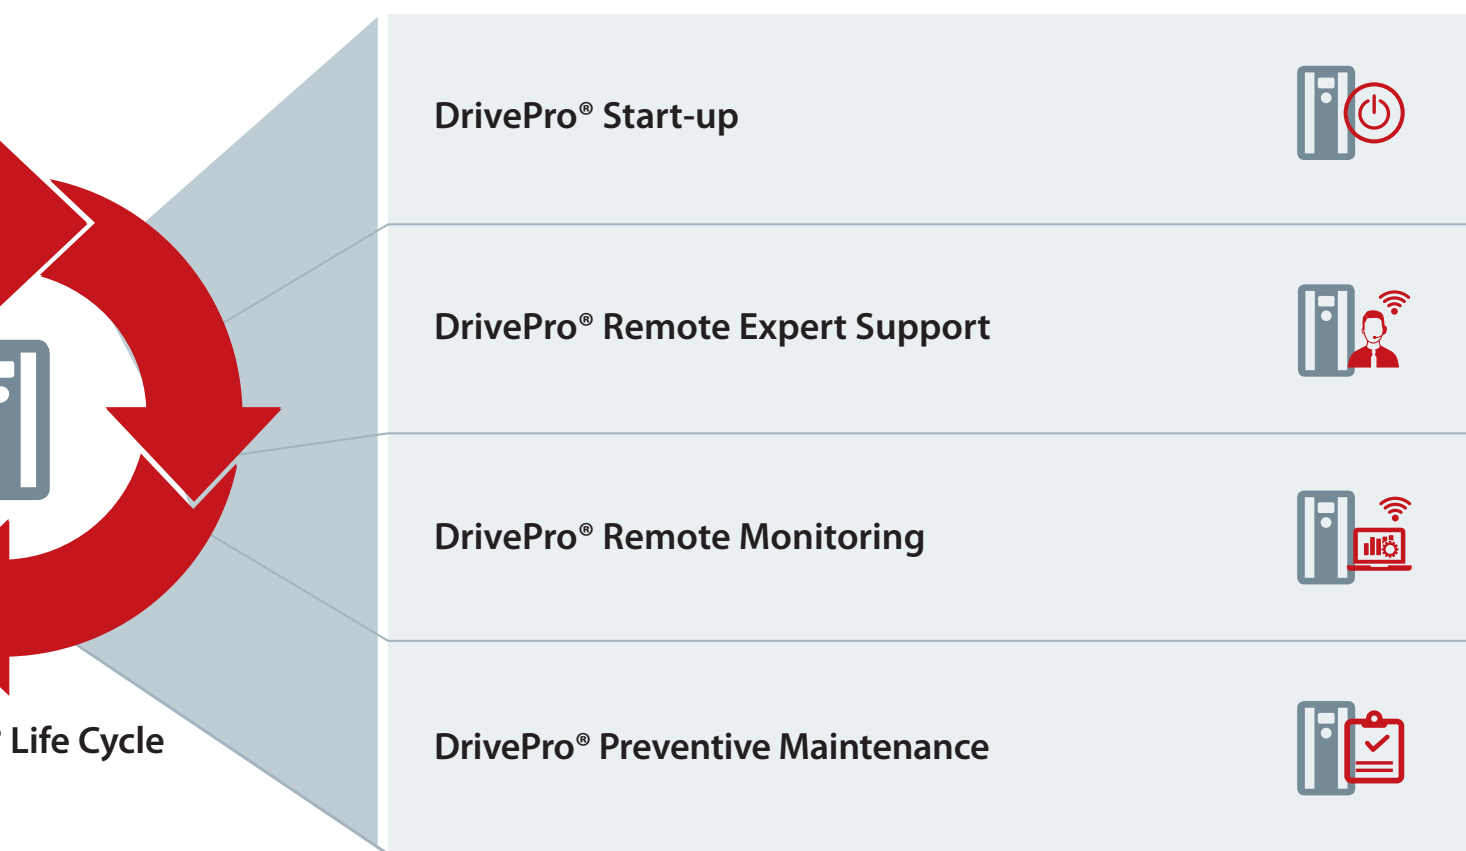 DrivePro® Start-up
DrivePro® Remote Expert Support
DrivePro® Remote Monitoring
® Life Cycle
DrivePro® Preventive Maintenance